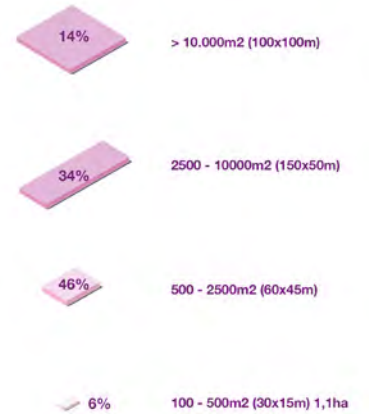 14% > 10.000m2 (100x100m)
34% 2500 - 10000m2 (150x50m)
46% 500 - 2500m2 (60x45m)
6% 100 - 500m2 (30x15m) 1,1ha